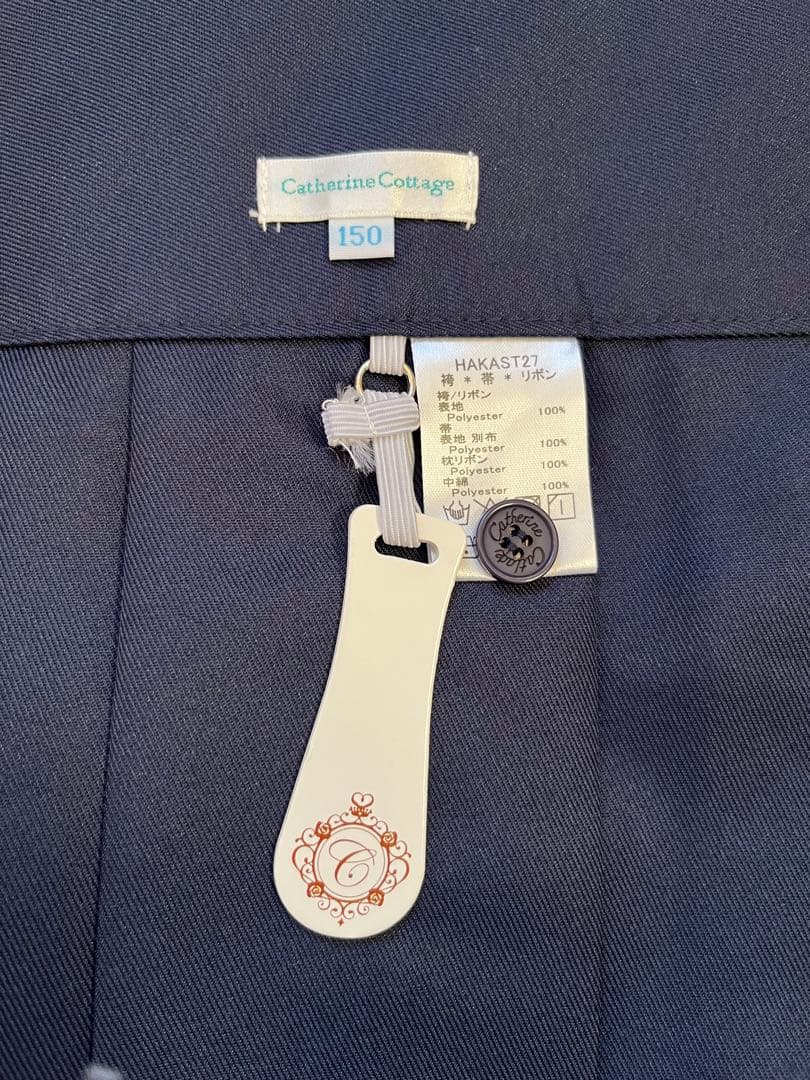 Catherine Cottage
150
HAKAST27
袴 * 帯 * リボン
袴/リボン
表地
Polyester 100%
帯
表地 別布
Polyester 100%
枕リボン
Polyester 100%
中綿
Polyester 100%
Catherine
Cottage
C